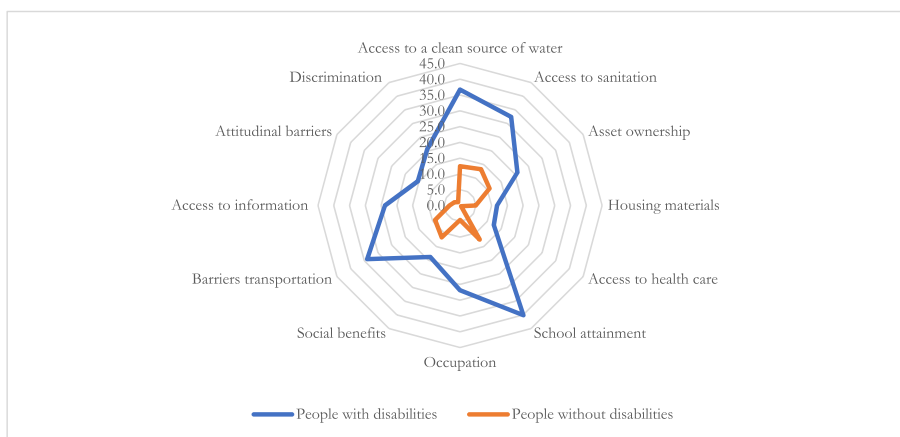 Access to a clean source of water
45.0
40.0
35.0
30.0
25.0
20.0
15.0
10.0
5.0
0.0
Access to sanitation
Asset ownership
Housing materials
Access to health care
School attainment
Occupation
Social benefits
Barriers transportation
Access to information
Attitudinal barriers
Discrimination
People with disabilities
People without disabilities